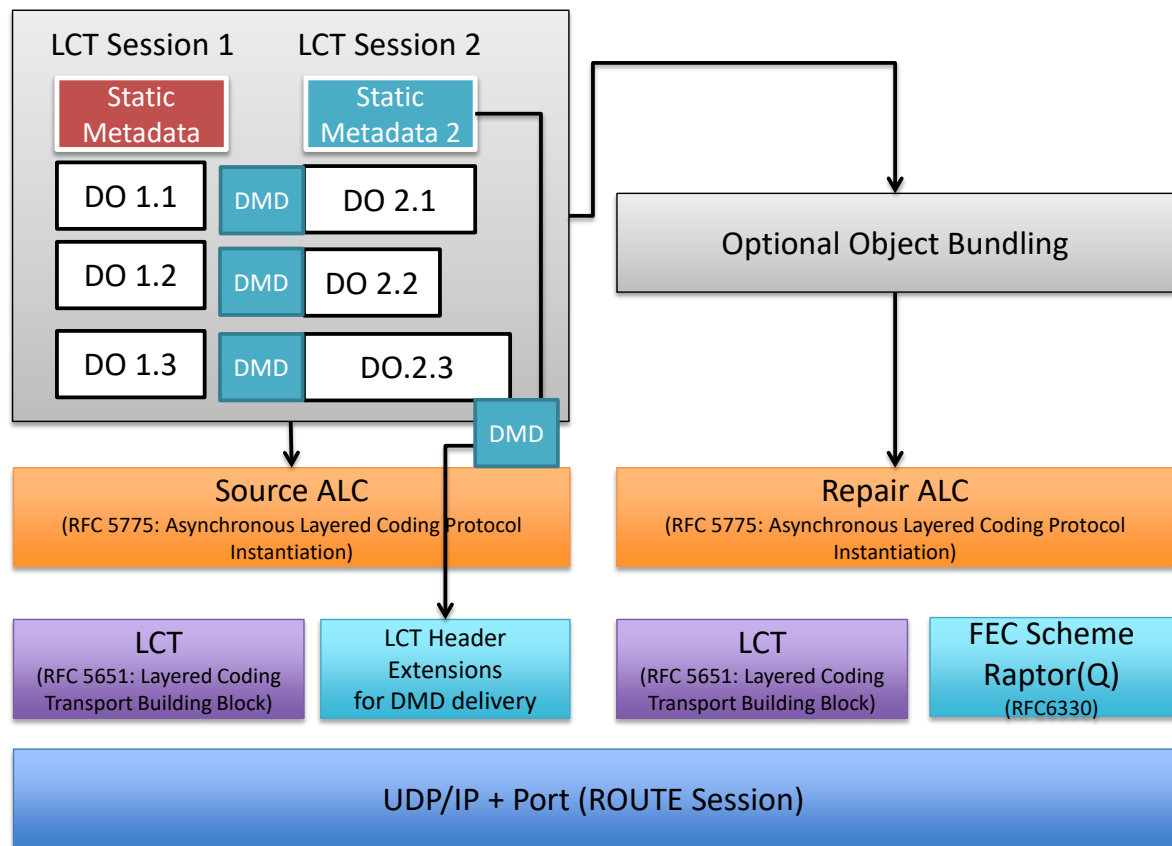 LCT Session 1
LCT Session 2
Static
Metadata
Static
Metadata 2
DO 1.1
DMD
DO 2.1
DO 1.2
DMD
DO 2.2
DO 1.3
DMD
DO.2.3
DMD
Optional Object Bundling
Source ALC
(RFC 5775: Asynchronous Layered Coding Protocol
Instantiation)
Repair ALC
(RFC 5775: Asynchronous Layered Coding Protocol
Instantiation)
LCT
(RFC 5651: Layered Coding
Transport Building Block)
LCT Header
Extensions
for DMD delivery
LCT
(RFC 5651: Layered Coding
Transport Building Block)
FEC Scheme
Raptor(Q)
(RFC6330)
UDP/IP + Port (ROUTE Session)